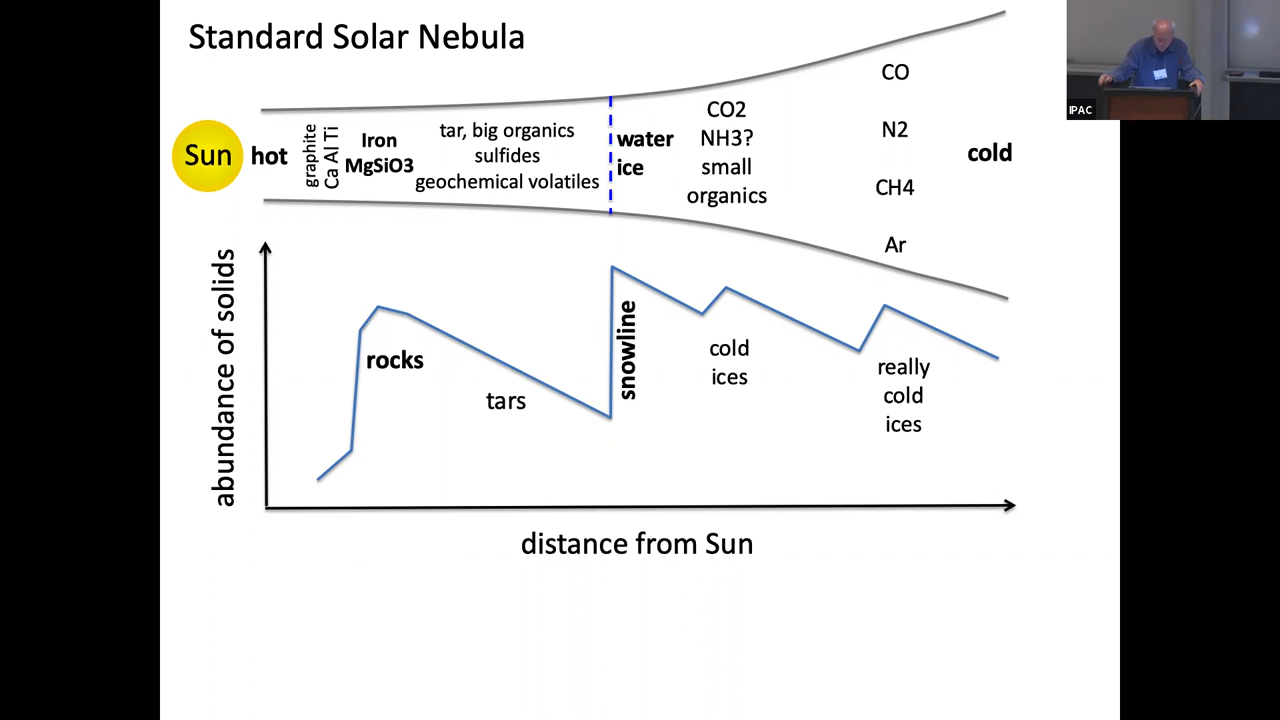 Standard Solar Nebula
Sun
hot
graphite
Ca Al Ti
Iron
MgSiO3
tar, big organics
sulfides
geochemical volatiles
water
ice
CO2
NH3?
small
organics
CO
N2
CH4
Ar
cold
IPAC
abundance of solids
rocks
tars
snowline
cold
ices
really
cold
ices
distance from Sun